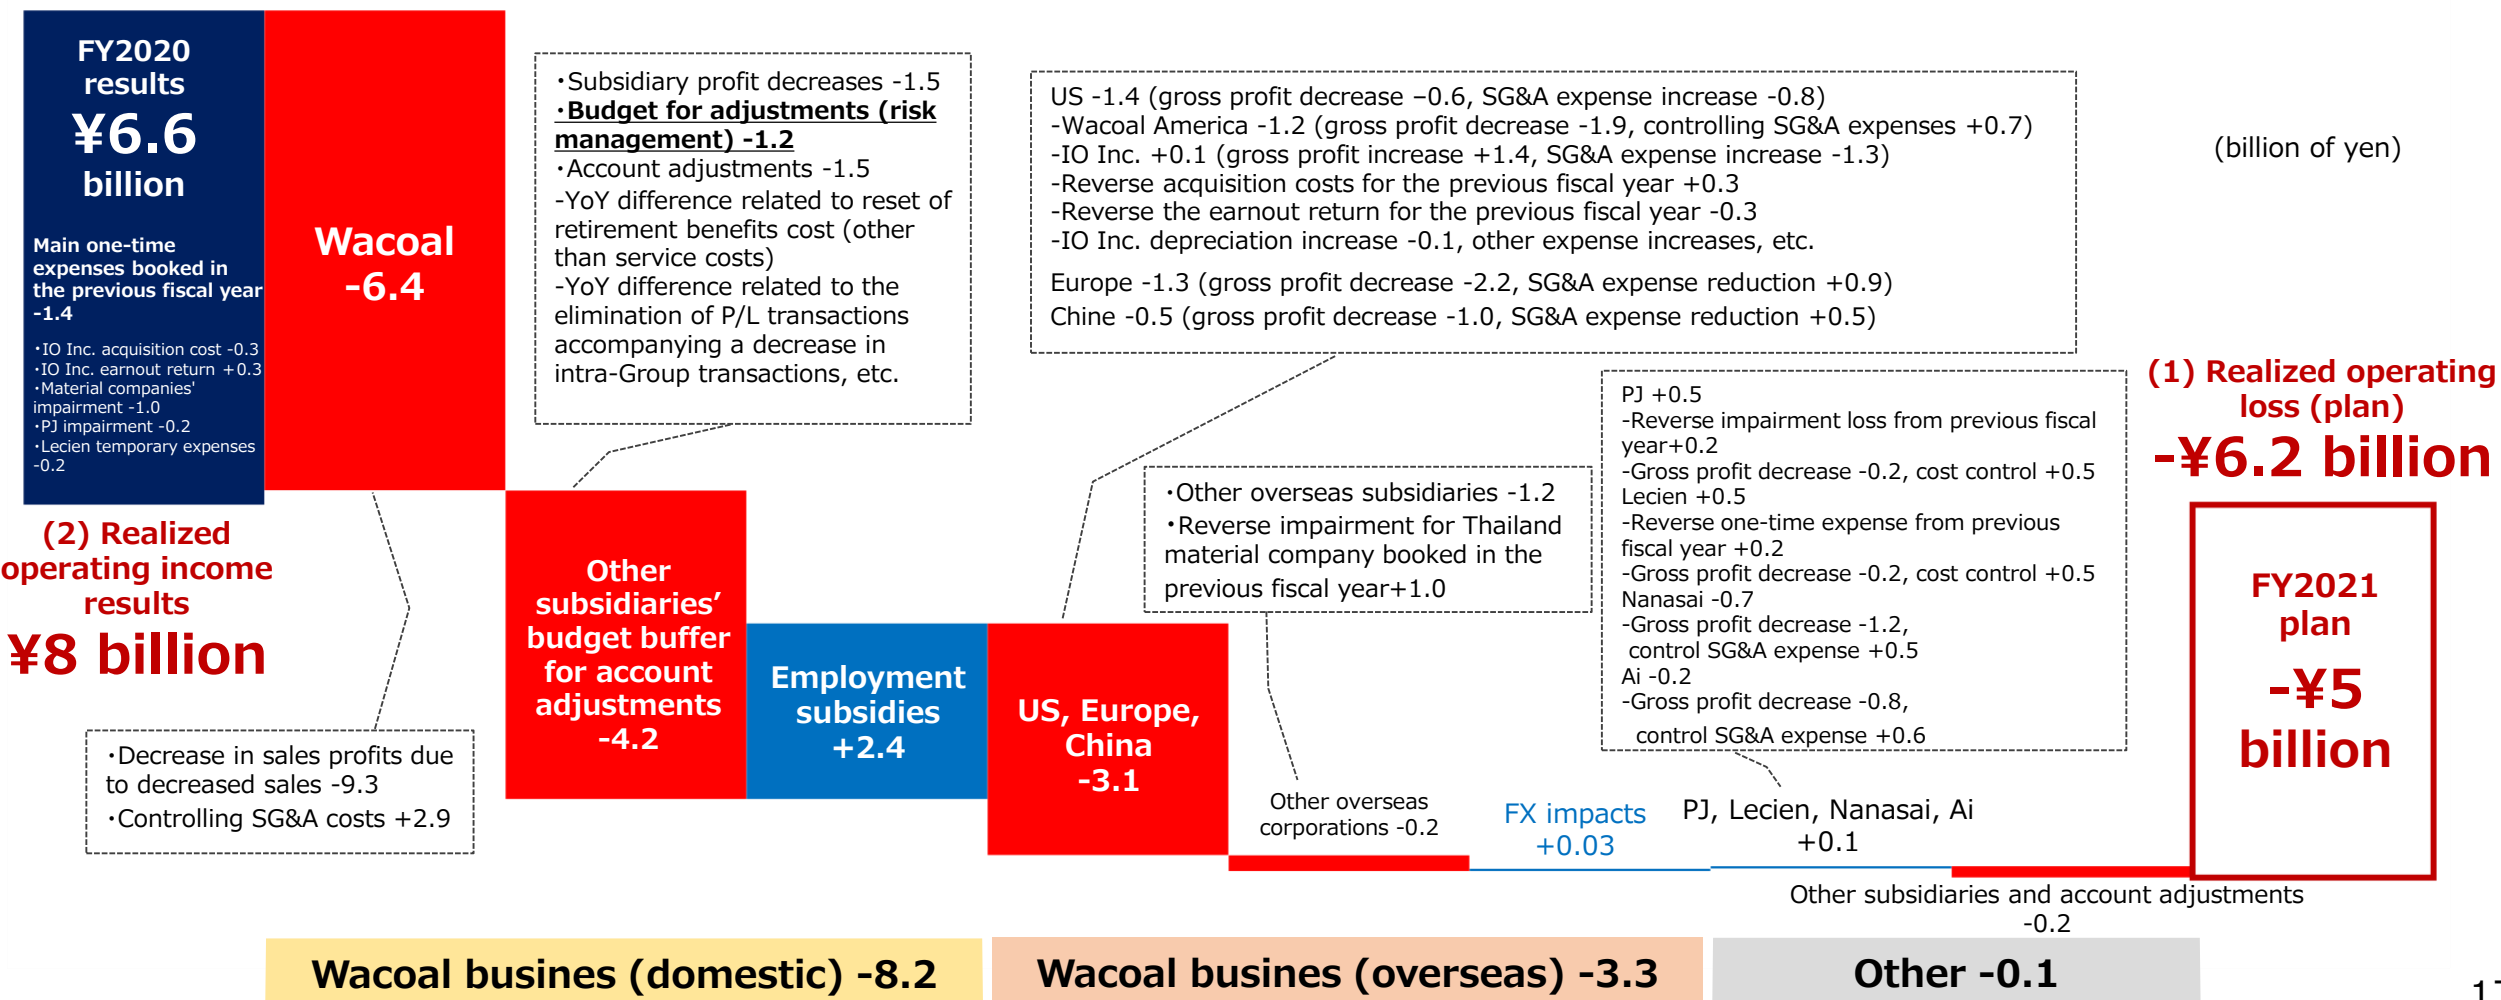 FY2020
results
¥6.6
billion
Main one-time
expenses booked in
the previous fiscal year
-1.4
・IO Inc. acquisition cost -0.3
・IO Inc. earnout return +0.3
・Material companies'
impairment -1.0
・PJ impairment -0.2
・Lecien temporary expenses
-0.2
(2) Realized
operating income
results
¥8 billion
Wacoal
-6.4
・Decrease in sales profits due
to decreased sales -9.3
・Controlling SG&A costs +2.9
・Subsidiary profit decreases -1.5
・Budget for adjustments (risk
management) -1.2
・Account adjustments -1.5
-YoY difference related to reset of
retirement benefits cost (other
than service costs)
-YoY difference related to the
elimination of P/L transactions
accompanying a decrease in
intra-Group transactions, etc.
Other
subsidiaries’
budget buffer
for account
adjustments
-4.2
Employment
subsidies
+2.4
US -1.4 (gross profit decrease –0.6, SG&A expense increase -0.8)
-Wacoal America -1.2 (gross profit decrease -1.9, controlling SG&A expenses +0.7)
-IO Inc. +0.1 (gross profit increase +1.4, SG&A expense increase -1.3)
-Reverse acquisition costs for the previous fiscal year +0.3
-Reverse the earnout return for the previous fiscal year -0.3
-IO Inc. depreciation increase -0.1, other expense increases, etc.
Europe -1.3 (gross profit decrease -2.2, SG&A expense reduction +0.9)
Chine -0.5 (gross profit decrease -1.0, SG&A expense reduction +0.5)
US, Europe,
China
-3.1
・Other overseas subsidiaries -1.2
・Reverse impairment for Thailand
material company booked in the
previous fiscal year+1.0
Other overseas
corporations -0.2
FX impacts
+0.03
PJ +0.5
-Reverse impairment loss from previous fiscal
year+0.2
-Gross profit decrease -0.2, cost control +0.5
Lecien +0.5
-Reverse one-time expense from previous
fiscal year +0.2
-Gross profit decrease -0.2, cost control +0.5
Nanasai -0.7
-Gross profit decrease -1.2,
control SG&A expense +0.5
Ai -0.2
-Gross profit decrease -0.8,
control SG&A expense +0.6
PJ, Lecien, Nanasai, Ai
+0.1
Other subsidiaries and account adjustments
-0.2
(billion of yen)
(1) Realized operating
loss (plan)
-¥6.2 billion
FY2021
plan
-¥5
billion
Wacoal busines (domestic) -8.2
Wacoal busines (overseas) -3.3
Other -0.1